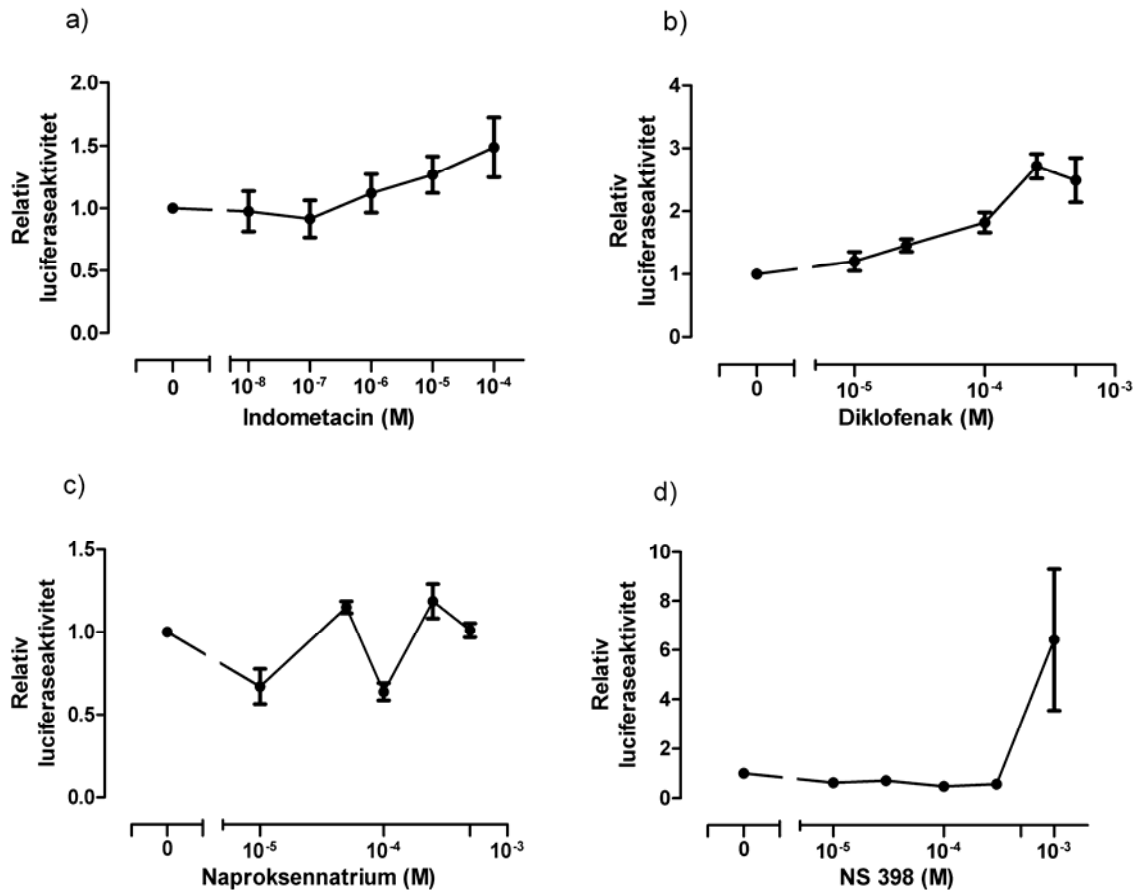 a)
Relativ
luciferaseaktivitet
2.0
1.5
1.0
0.5
0.0
0 10-8 10-7 10-6 10-5 10-4
Indometacin (M)
b)
Relativ
luciferaseaktivitet
4
3
2
1
0
0 10-5 10-4 10-3
Diklofenak (M)
c)
Relativ
luciferaseaktivitet
1.5
1.0
0.5
0.0
0 10-5 10-4 10-3
Naproksennatrium (M)
d)
Relativ
luciferaseaktivitet
10
8
6
4
2
0
0 10-5 10-4 10-3
NS 398 (M)